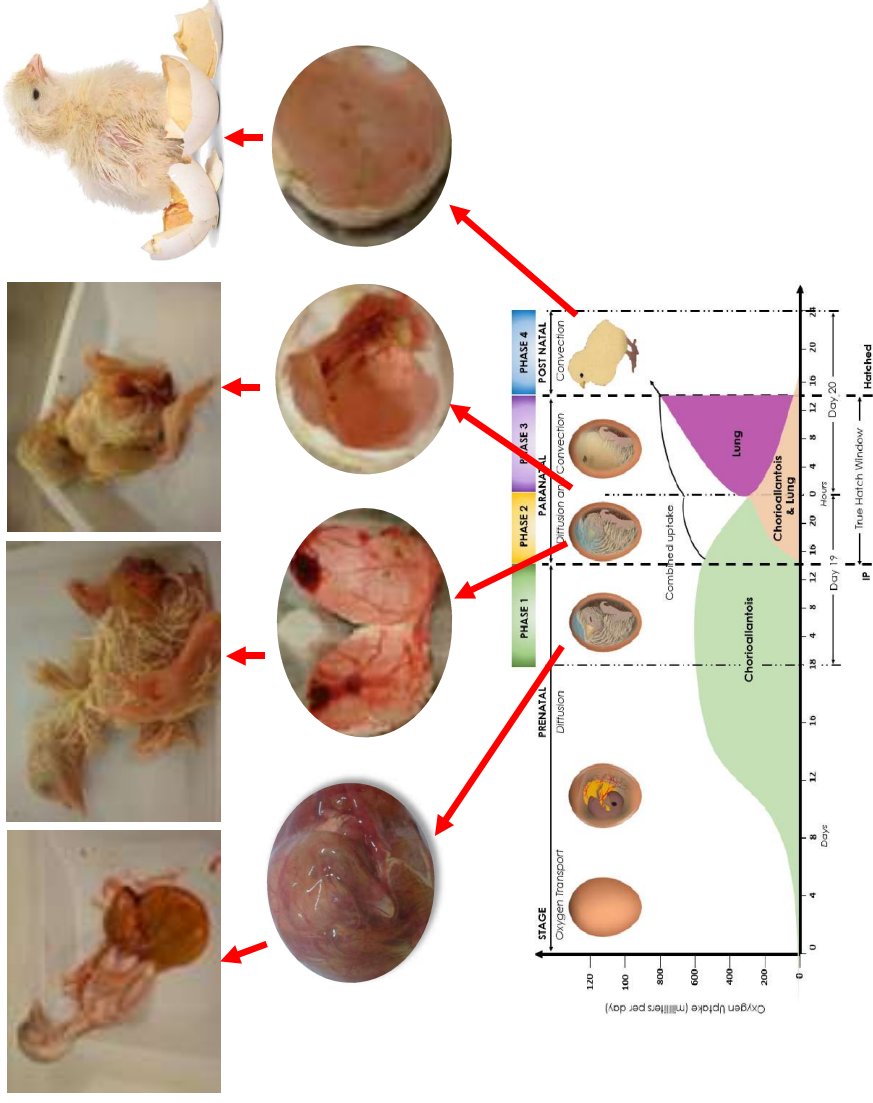 PHASE 1 PHASE 2 PHASE 3 PHASE 4
STAGE PRENATAL PARANATAL POST NATAL
Oxygen Transport Diffusion Diffusion and Convection Convection
120
100
800
600
400
200
0
Oxygen Uptake (milliliters per day)
Combined uptake
Lung
Chorioallantois
Chorioallantois
& Lung
0 4 8 12 16 18 4 8 12 16 20 0 4 8 12 16 20 24
Days Hours
Day 19 Day 20
True Hatch Window
IP Hatched